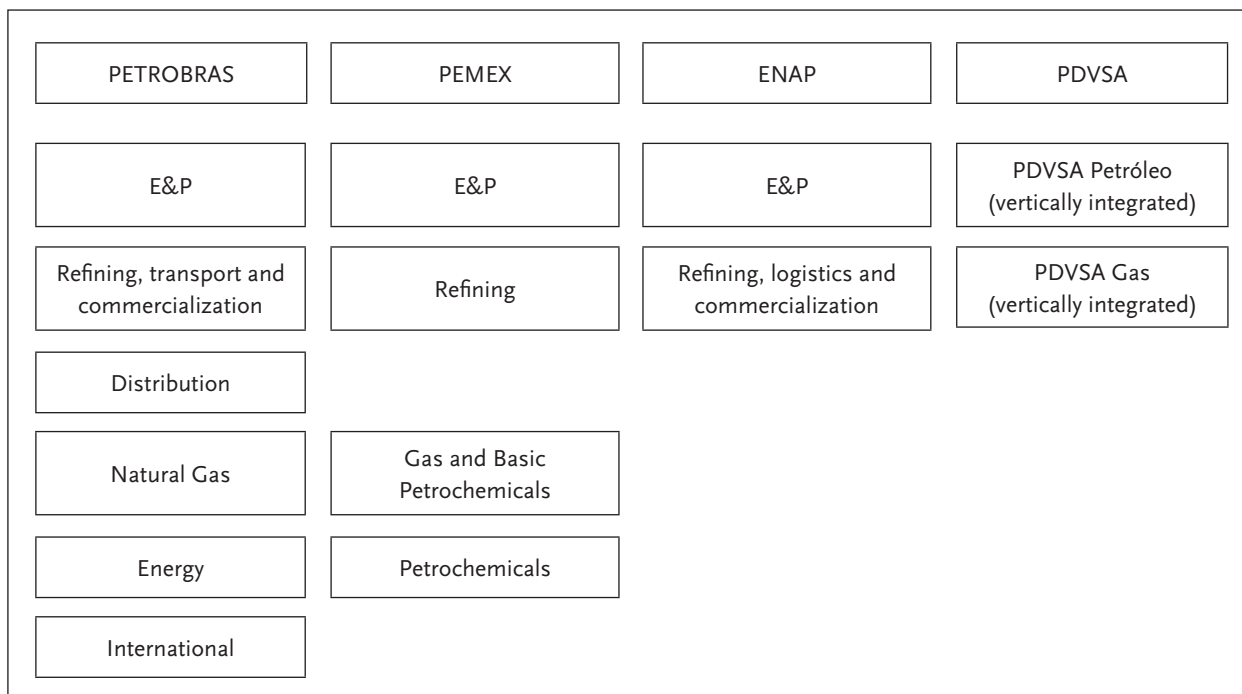 PETROBRAS
PEMEX
ENAP
PDVSA
E&P
E&P
E&P
PDVSA Petróleo
(vertically integrated)
Refining, transport and
commercialization
Refining
Refining, logistics and
commercialization
PDVSA Gas
(vertically integrated)
Distribution
Natural Gas
Gas and Basic
Petrochemicals
Energy
Petrochemicals
International